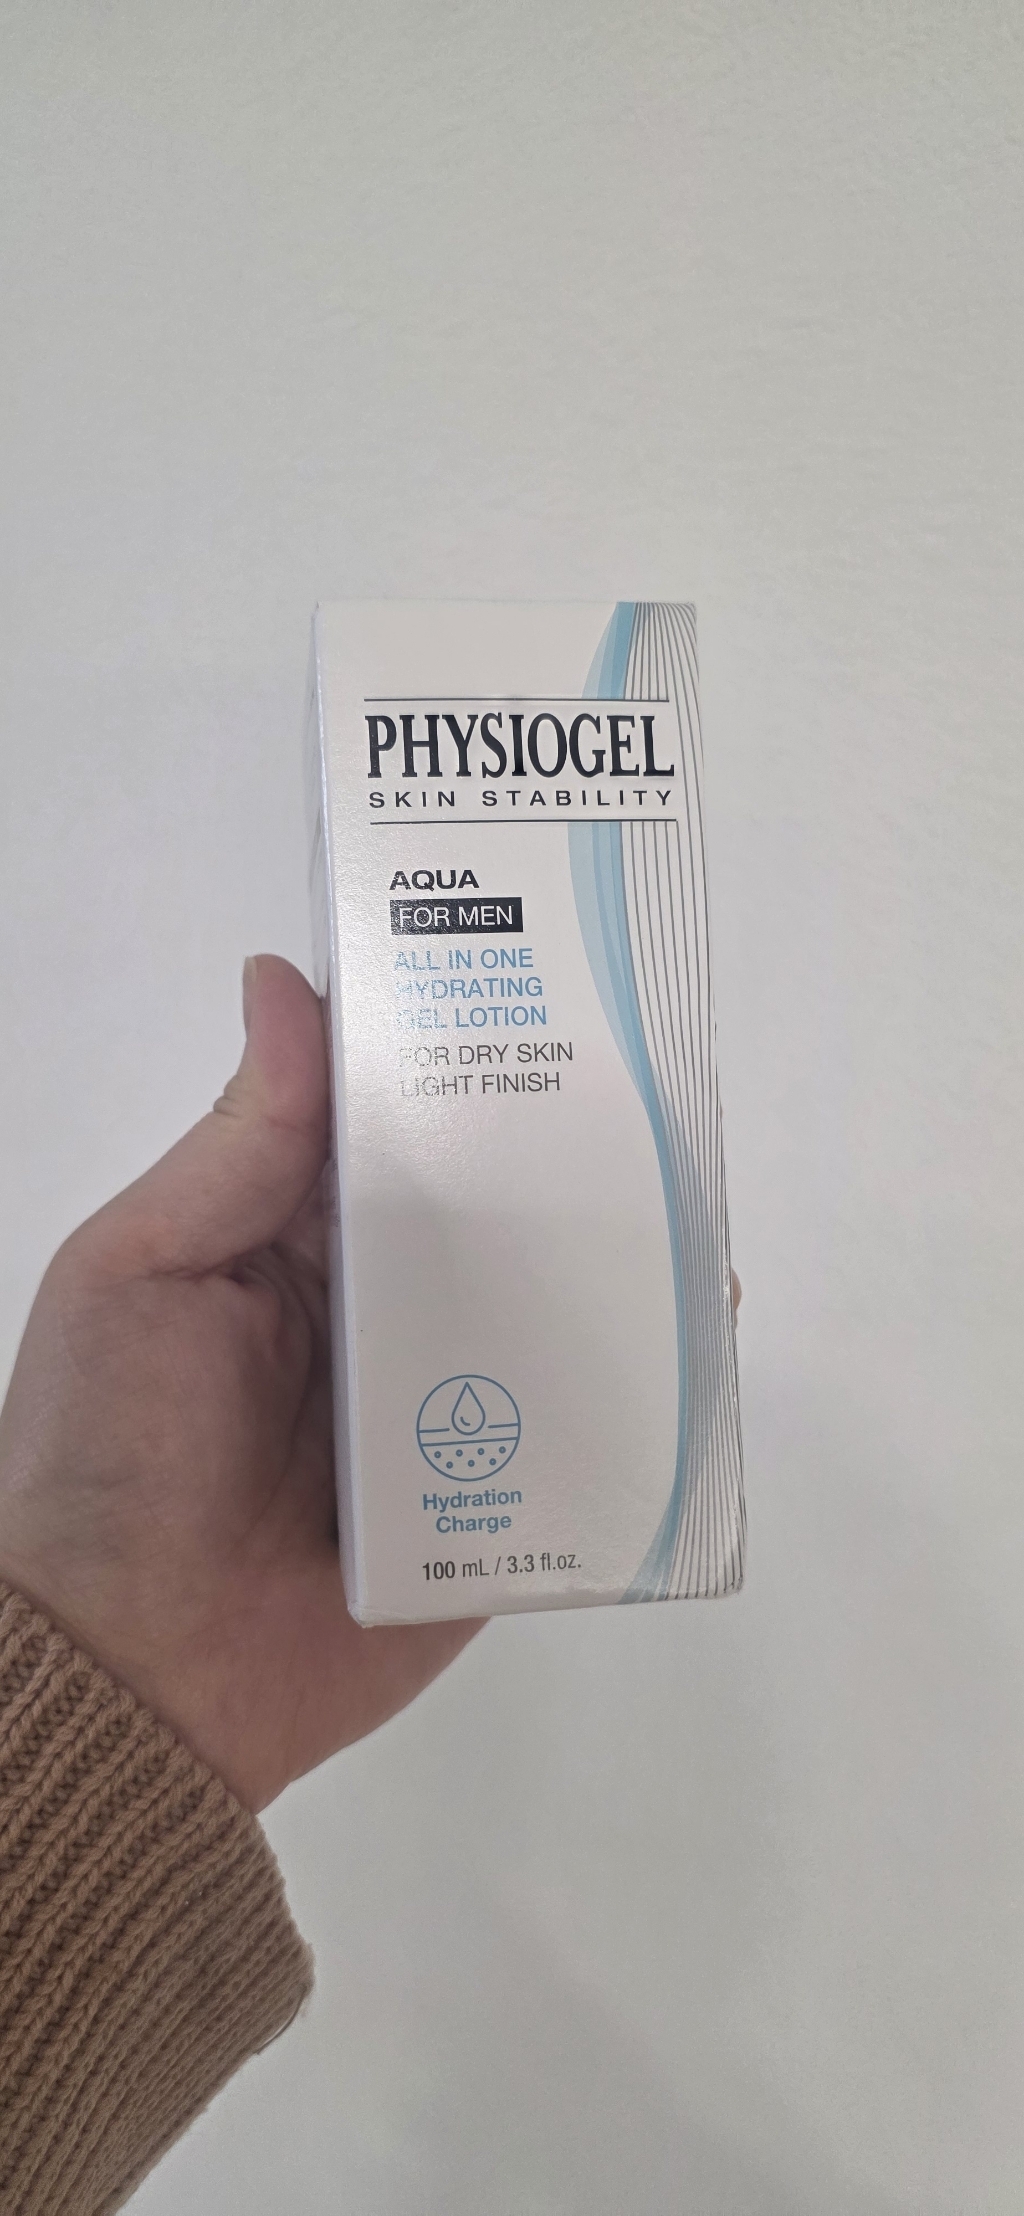 PHYSIOGEL
SKIN STABILITY
AQUA
FOR MEN
ALL IN ONE
HYDRATING
GEL LOTION
FOR DRY SKIN
LIGHT FINISH
Hydration
Charge
100 mL / 3.3 fl.oz.